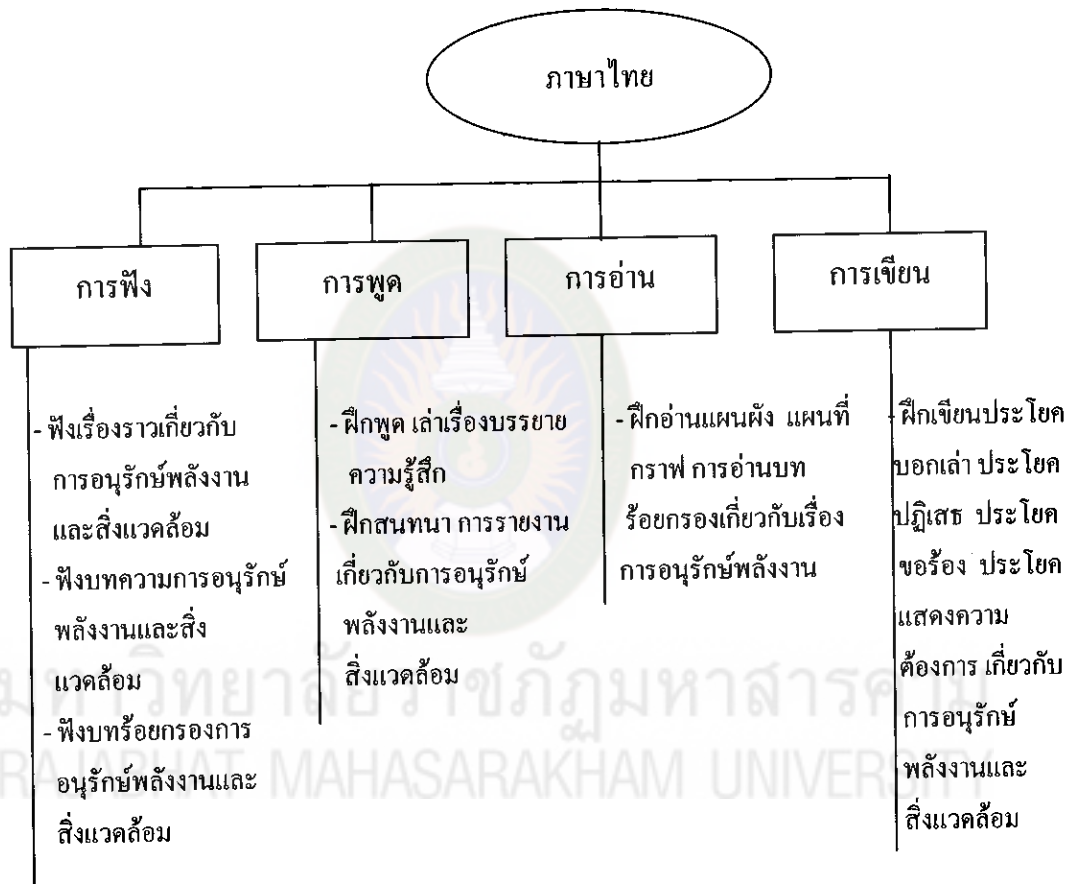 ภาษาไทย
การฟัง
การพูด
การอ่าน
การเขียน
- ฟังเรื่องราวเกี่ยวกับ
การอนุรักษ์พลังงาน
และสิ่งแวดล้อม
- ฟังบทความการอนุรักษ์
พลังงานและสิ่ง
แวดล้อม
- ฟังบทร้อยกรองการ
อนุรักษ์พลังงานและ
สิ่งแวดล้อม
- ฝึกพูด เล่าเรื่องบรรยาย
ความรู้สึก
- ฝึกสนทนา การรายงาน
เกี่ยวกับการอนุรักษ์
พลังงานและ
สิ่งแวดล้อม
- ฝึกอ่านแผนผัง แผนที่
กราฟ การอ่านบท
ร้อยกรองเกี่ยวกับเรื่อง
การอนุรักษ์พลังงาน
- ฝึกเขียนประโยค
บอกเล่า ประโยค
ปฏิเสธ ประโยค
ขอร้อง ประโยค
แสดงความ
ต้องการ เกี่ยวกับ
การอนุรักษ์
พลังงานและ
สิ่งแวดล้อม
มหาวิทยาลัยราชภัฏมหาสารคาม
RAJABHAT MAHASARAKHAM UNIVERSITY